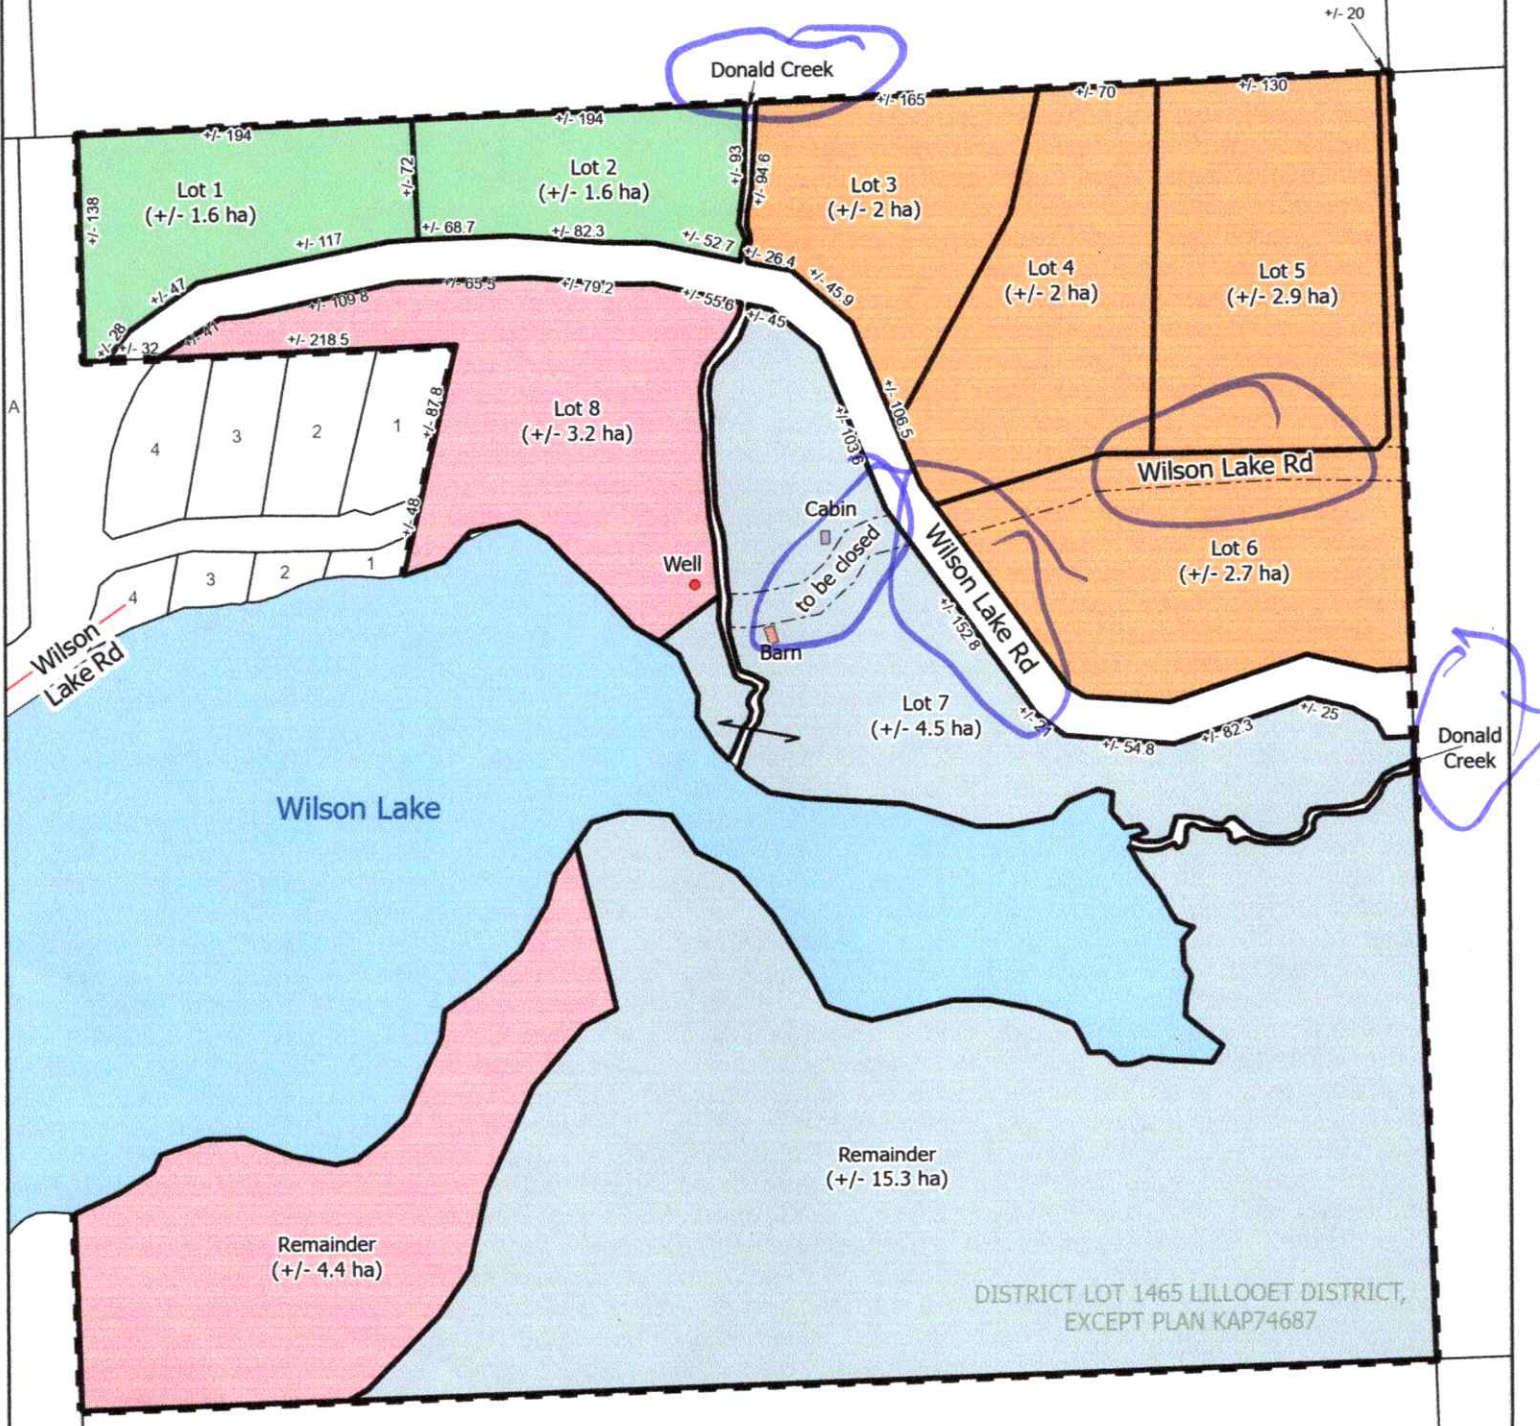 +/- 20
Donald Creek
+/- 194
+/- 194
+/- 165
+/- 70
+/- 130
+/- 138
Lot 1
(+/- 1.6 ha)
+/- 72
Lot 2
(+/- 1.6 ha)
+/- 93
+/- 94.6
Lot 3
(+/- 2 ha)
Lot 4
(+/- 2 ha)
Lot 5
(+/- 2.9 ha)
+/- 28
+/- 47
+/- 117
+/- 68.7
+/- 82.3
+/- 52.7
+/- 26.4
+/- 45.9
+/- 32
+/- 41
+/- 109.8
+/- 65.5
+/- 79.2
+/- 55.6
+/- 45
+/- 218.5
+/- 106.5
+/- 103.6
A
4
3
2
1
+/- 87.8
Lot 8
(+/- 3.2 ha)
Wilson Lake Rd
+/- 48
Cabin
to be closed
Well
Barn
Wilson Lake Rd
+/- 152.8
Lot 6
(+/- 2.7 ha)
4
3
2
1
Wilson
Lake Rd
Lot 7
(+/- 4.5 ha)
+/- 21
+/- 54.8
+/- 82.3
+/- 25
Donald
Creek
Wilson Lake
Remainder
(+/- 15.3 ha)
Remainder
(+/- 4.4 ha)
DISTRICT LOT 1465 LILLOOET DISTRICT,
EXCEPT PLAN KAP74687